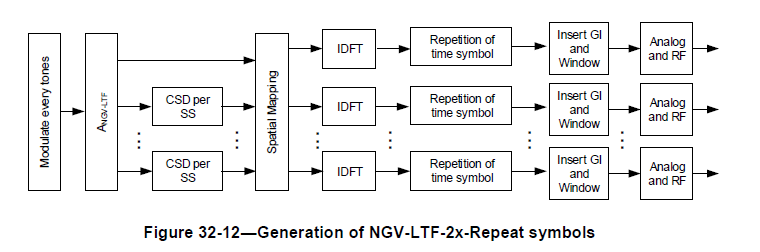 Modulate every tones
ANGV-LTF
CSD per
SS
CSD per
SS
Spatial Mapping
IDFT
IDFT
IDFT
Repetition of
time symbol
Repetition of
time symbol
Repetition of
time symbol
Insert GI
and
Window
Insert GI
and
Window
Insert GI
and
Window
Analog
and RF
Analog
and RF
Analog
and RF
Figure 32-12—Generation of NGV-LTF-2x-Repeat symbols